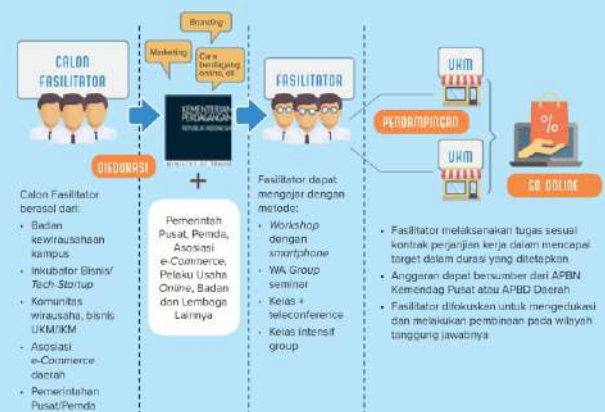 Branding
Marketing
Cara
berdagang
online, dll
CALON
FASILITATOR
KEMENTERIAN
PERDAGANGAN
REPUBLIK INDONESIA
FASILITATOR
UKM
PENDAMPINGAN
UKM
%
GO ONLINE
DIEDUKASI
+
Calon Fasilitator
berasal dari:
• Badan
kewirausahaan
kampus
• Inkubator Bisnis/
Tech-Startup
• Komunitas
wirausaha, bisnis
UKM/IKM
• Asosiasi
e-Commerce
daerah
• Pemerintahan
Pusat/Pemda
Pemerintah
Pusat, Pemda,
Asosiasi
e-Commerce,
Pelaku Usaha
Online, Badan
dan Lembaga
Lainnya
Fasilitator dapat
mengajar dengan
metode:
• Workshop
dengan
smartphone
• WA Group
seminar
• Kelas +
teleconference
• Kelas intensif
group
• Fasilitator melaksanakan tugas sesuai
kontrak perjanjian kerja dalam mencapai
target dalam durasi yang ditetapkan
• Anggaran dapat bersumber dari APBN
Kemendag Pusat atau APBD Daerah
• Fasilitator difokuskan untuk mengedukasi
dan melakukan pembinaan pada wilayah
tanggung jawabnya